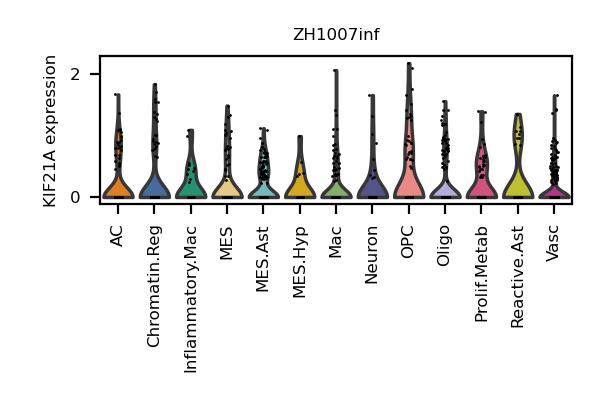 ZH1007inf
KIF21A expression
2
0
AC
Chromatin.Reg
Inflammatory.Mac
MES
MES.Ast
MES.Hyp
Mac
Neuron
OPC
Oligo
Prolif.Metab
Reactive.Ast
Vasc